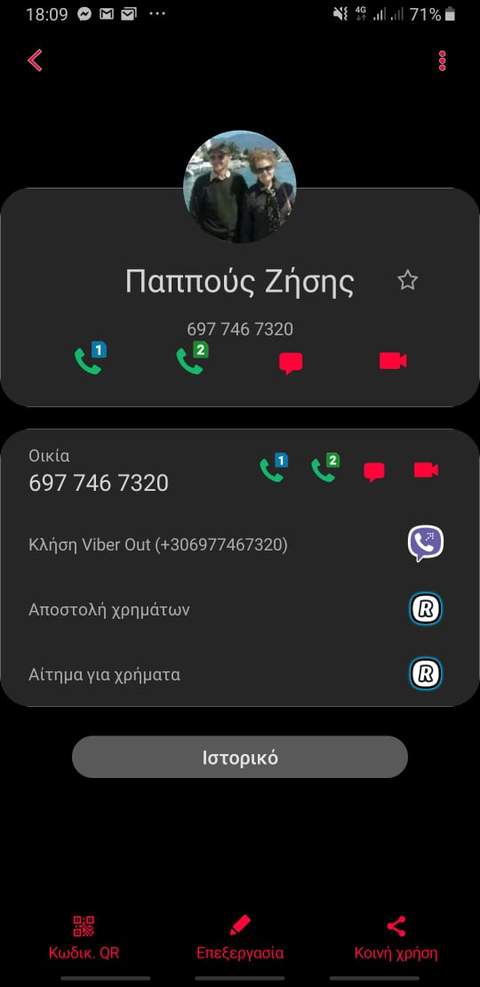 18:09
4G
71%
Παππούς Ζήσης
697 746 7320
1
2
Οικία
697 746 7320
1
2
Κλήση Viber Out (+306977467320)
Αποστολή χρημάτων
R
Αίτημα για χρήματα
R
Ιστορικό
Κωδικ. QR
Επεξεργασία
Κοινή χρήση